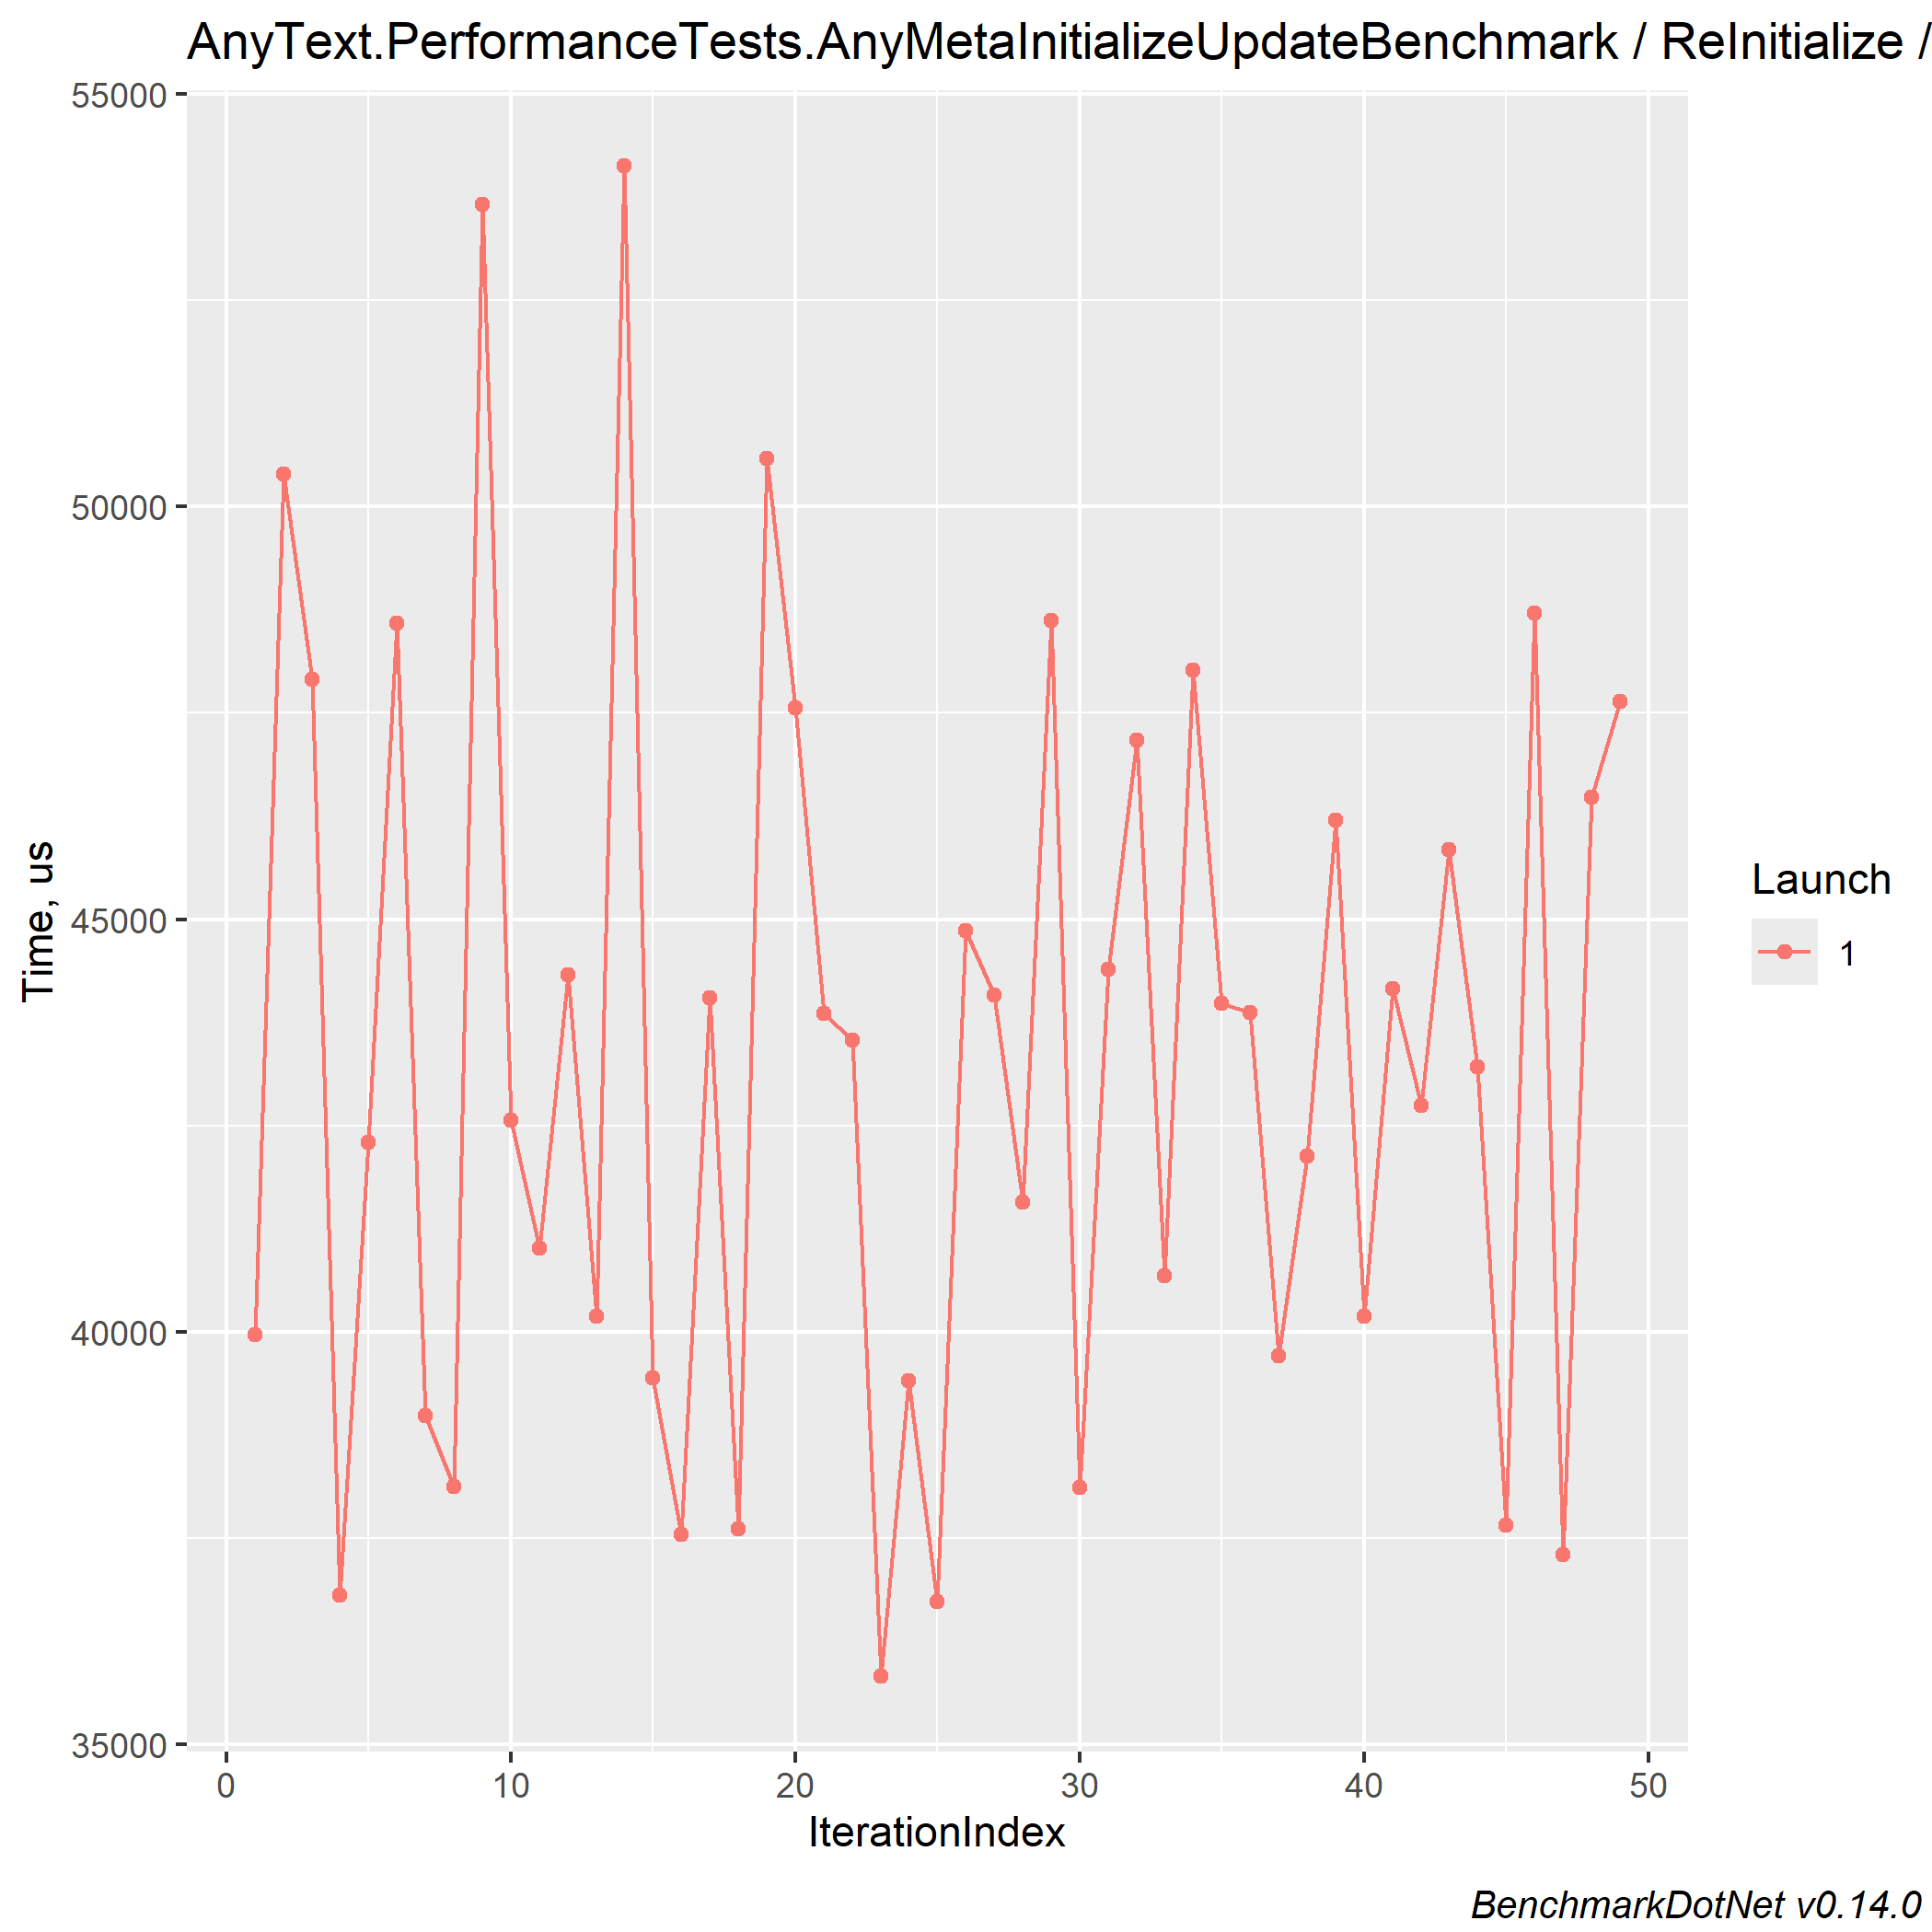 AnyText.PerformanceTests.AnyMetaInitializeUpdateBenchmark / ReInitialize /
55000
50000
45000
40000
35000
Time, us
0 10 20 30 40 50
IterationIndex
Launch
1
BenchmarkDotNet v0.14.0